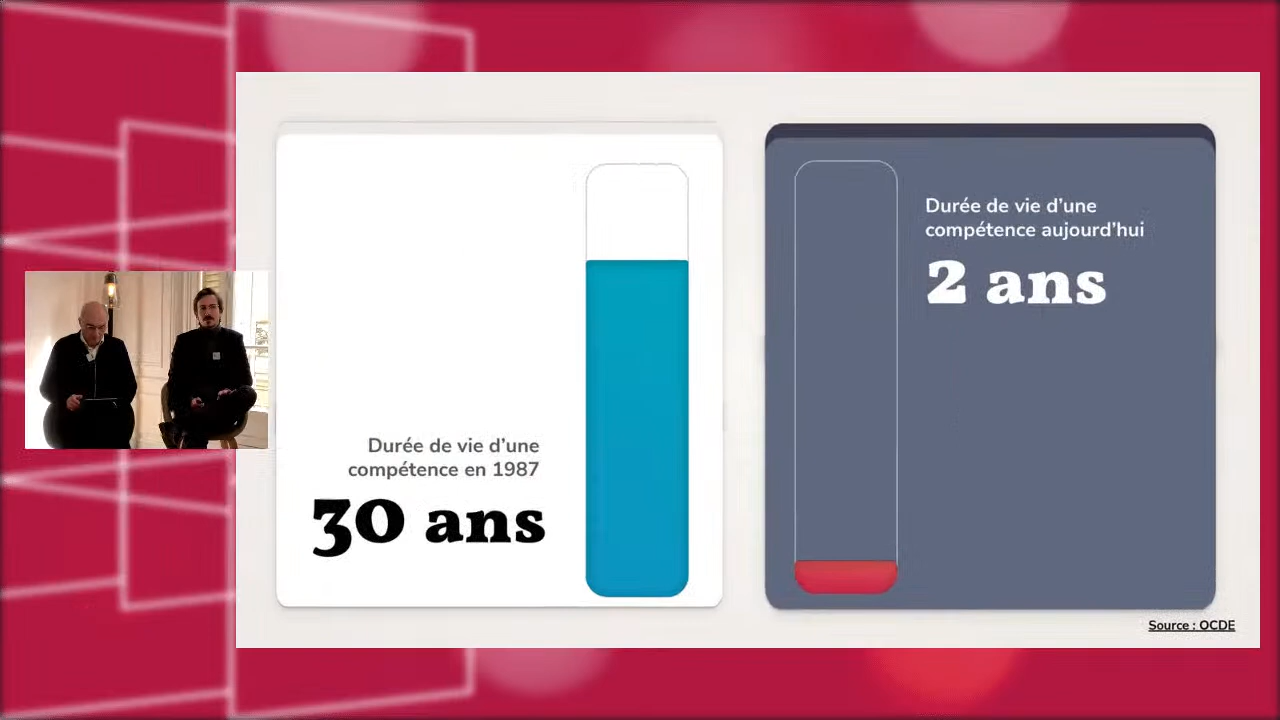 Durée de vie d’une
compétence en 1987
30 ans
Durée de vie d’une
compétence aujourd’hui
2 ans
Source : OCDE